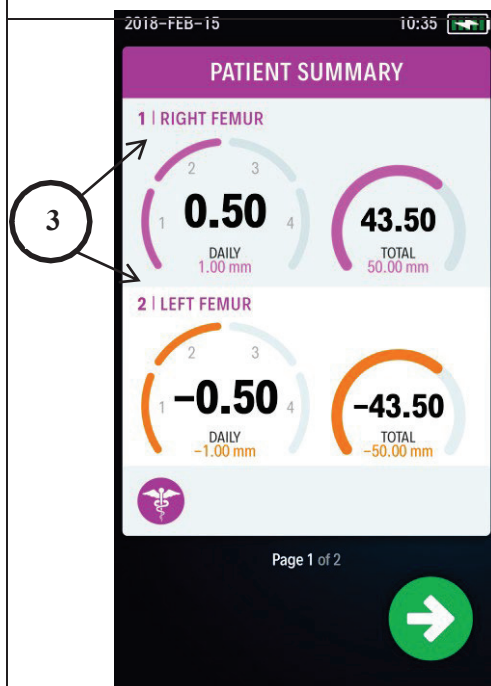 2018-FEB-15 10:35
PATIENT SUMMARY
1 | RIGHT FEMUR
2 3
1 0.50 4 43.50
DAILY TOTAL
1.00 mm 50.00 mm
3
2 | LEFT FEMUR
2 3
1 -0.50 4 -43.50
DAILY TOTAL
-1.00 mm -50.00 mm
Page 1 of 2